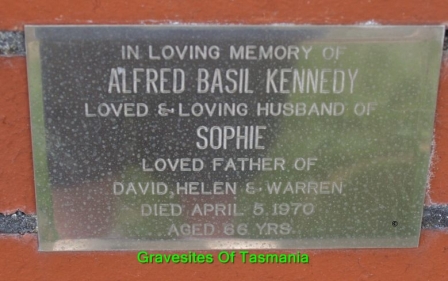 IN LOVING MEMORY OF
ALFRED BASIL KENNEDY
LOVED & LOVING HUSBAND OF
SOPHIE
LOVED FATHER OF
DAVID, HELEN & WARREN
DIED APRIL 5 1970
AGED 66 YRS.
Gravesites Of Tasmania